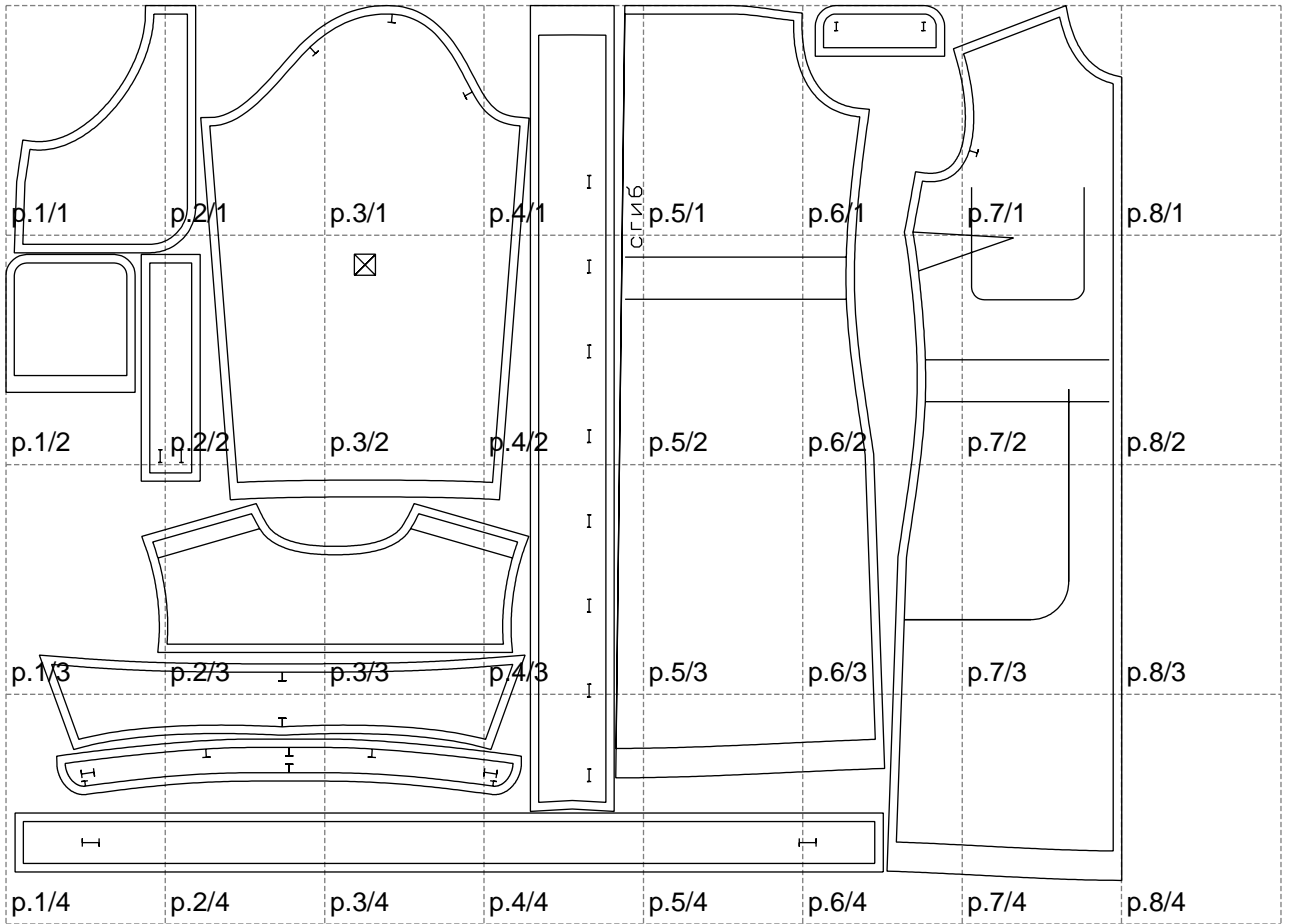 сгиб
p.1/1 p.2/1 p.3/1 p.4/1 p.5/1 p.6/1 p.7/1 p.8/1
p.1/2 p.2/2 p.3/2 p.4/2 p.5/2 p.6/2 p.7/2 p.8/2
p.1/3 p.2/3 p.3/3 p.4/3 p.5/3 p.6/3 p.7/3 p.8/3
p.1/4 p.2/4 p.3/4 p.4/4 p.5/4 p.6/4 p.7/4 p.8/4